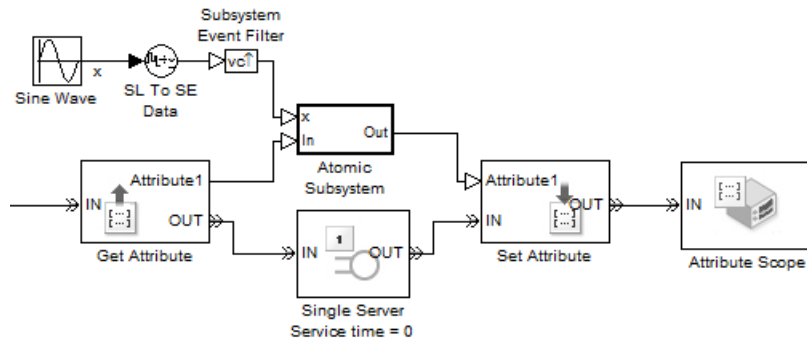 Subsystem
Event Filter
vc↑
x
Sine Wave
SL To SE
Data
x
In
Out
Atomic
Subsystem
IN
Attribute1
OUT
[...]
Get Attribute
IN
1
OUT
Single Server
Service time = 0
Attribute1
IN
[...]
OUT
Set Attribute
IN
[...]
Attribute Scope